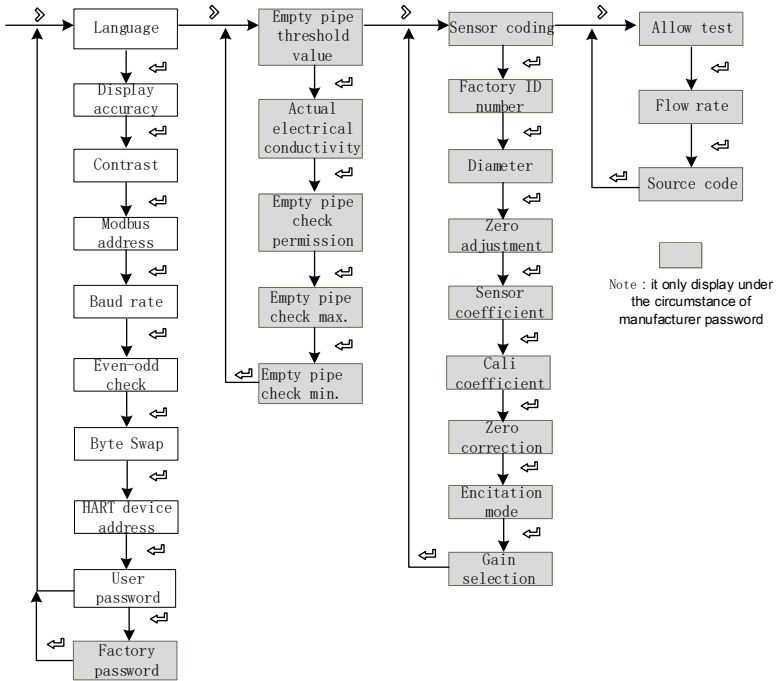 Language
Display
accuracy
Contrast
Modbus
address
Baud rate
Even-odd
check
Byte Swap
HART device
address
User
password
Factory
password
Empty pipe
threshold
value
Actual
electrical
conductivity
Empty pipe
check
permission
Empty pipe
check max.
Empty pipe
check min.
Sensor coding
Factory ID
number
Diameter
Zero
adjustment
Sensor
coefficient
Cali
coefficient
Zero
correction
Encitation
mode
Gain
selection
Allow test
Flow rate
Source code
Note : it only display under
the circumstance of
manufacturer password